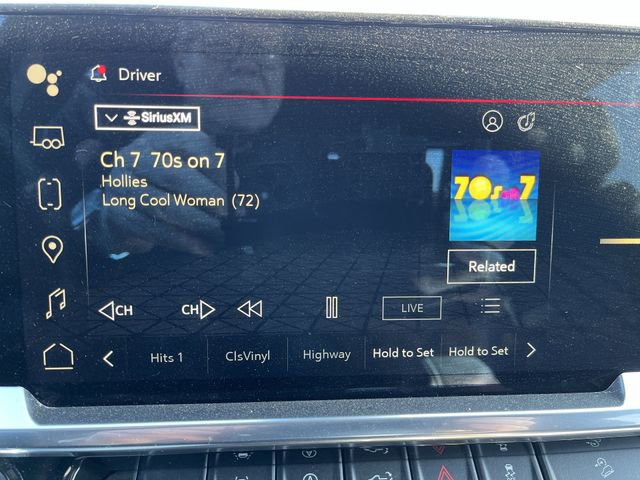 Driver
SiriusXM
Ch 7 70s on 7
Hollies
Long Cool Woman (72)
70s on 7
Related
CH
CH
LIVE
Hits 1
ClsVinyl
Highway
Hold to Set
Hold to Set